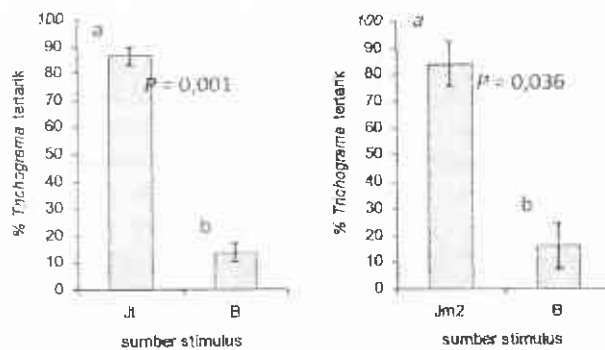 100
a
90
80
P = 0,001
70
60
50
40
30
b
20
10
0
Jt
B
% Trichograma tertarik
sumber stimulus
100
a
90
80
P = 0,036
70
60
50
40
30
b
20
10
0
Jm2
B
% Trichograma tertarik
sumber stimulus